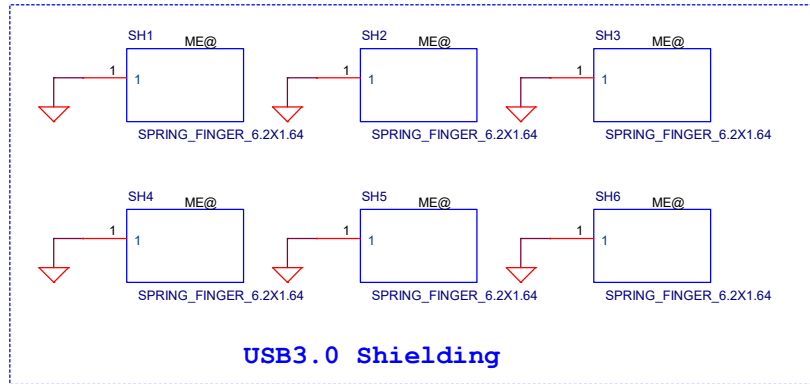 SH1 ME@
1 1
SPRING_FINGER_6.2X1.64
SH2 ME@
1 1
SPRING_FINGER_6.2X1.64
SH3 ME@
1 1
SPRING_FINGER_6.2X1.64
SH4 ME@
1 1
SPRING_FINGER_6.2X1.64
SH5 ME@
1 1
SPRING_FINGER_6.2X1.64
SH6 ME@
1 1
SPRING_FINGER_6.2X1.64
USB3.0 Shielding